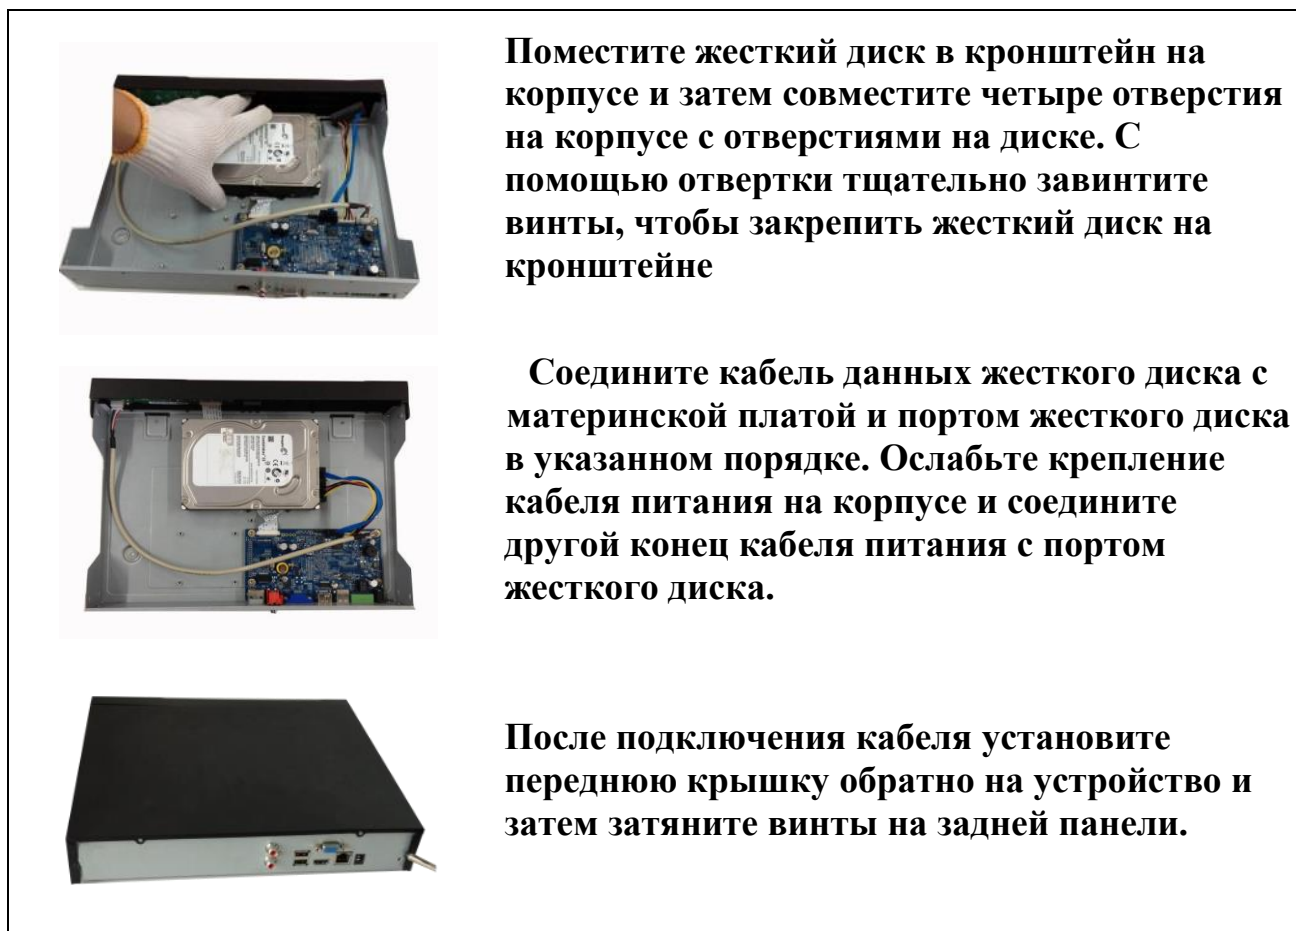 Поместите жесткий диск в кронштейн на
корпусе и затем совместите четыре отверстия
на корпусе с отверстиями на диске. С
помощью отвертки тщательно завинтите
винты, чтобы закрепить жесткий диск на
кронштейне
Соедините кабель данных жесткого диска с
материнской платой и портом жесткого диска
в указанном порядке. Ослабьте крепление
кабеля питания на корпусе и соедините
другой конец кабеля питания с портом
жесткого диска.
После подключения кабеля установите
переднюю крышку обратно на устройство и
затем затяните винты на задней панели.